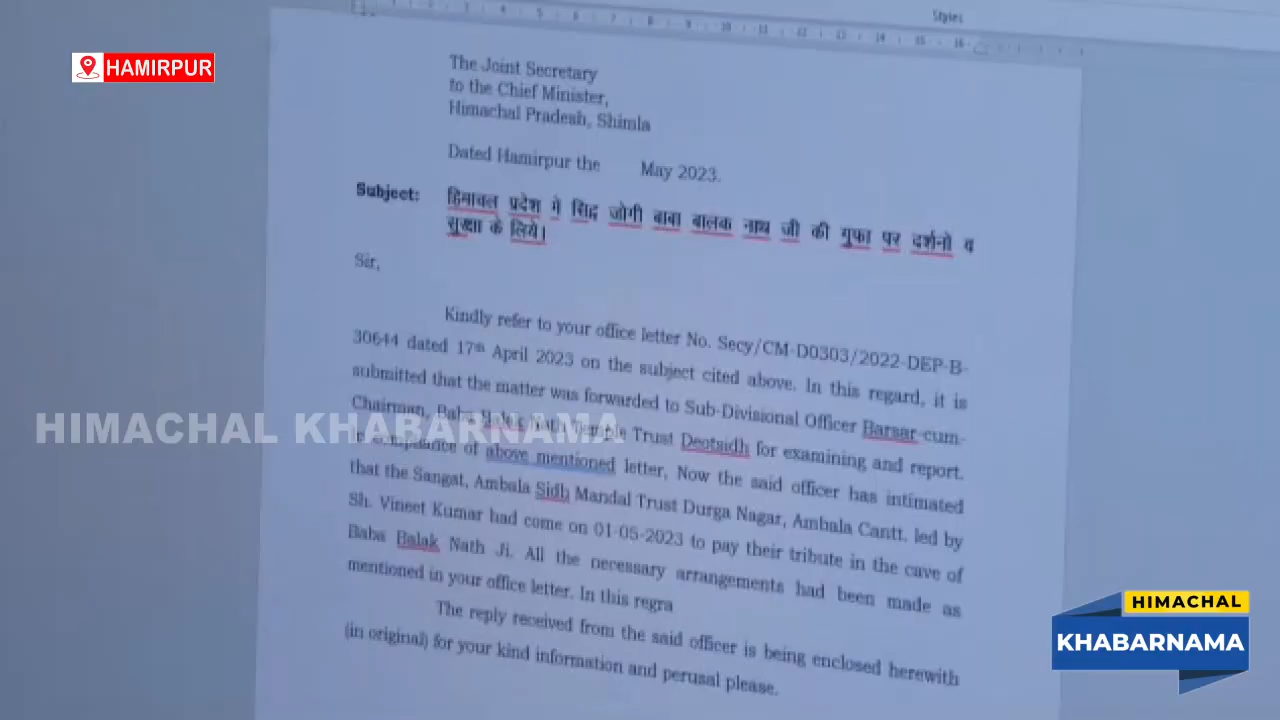 Styles
HAMIRPUR
The Joint Secretary
to the Chief Minister,
Himachal Pradesh, Shimla
Dated Hamirpur the May 2023.
Subject: हिमाचल प्रदेश मे सिद्व जोगी बाबा बालक नाथ जी की गुफा पर दर्शनो व
सुरक्षा के लिये।
Sir,
Kindly refer to your office letter No. Secy/CM-D0303/2022-DEP-B-
30644 dated 17th April 2023 on the subject cited above. In this regard, it is
submitted that the matter was forwarded to Sub-Divisional Officer Barsar-cum-
Chairman, Baba Balak Nath Temple Trust Deotsidh for examining and report.
In compliance of above mentioned letter, Now the said officer has intimated
that the Sangat, Ambala Sidh Mandal Trust Durga Nagar, Ambala Cantt. led by
Sh. Vineet Kumar had come on 01-05-2023 to pay their tribute in the cave of
Baba Balak Nath Ji. All the necessary arrangements had been made as
mentioned in your office letter. In this regra
The reply received from the said officer is being enclosed herewith
(in original) for your kind information and perusal please.
HIMACHAL KHABARNAMA
HIMACHAL
KHABARNAMA